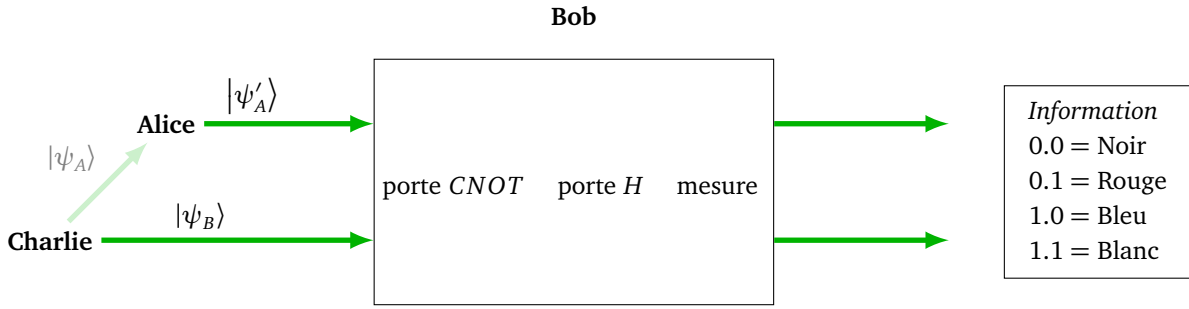 Bob
|ψ′_A⟩
Alice
|ψ_A⟩
porte CNOT porte H mesure
|ψ_B⟩
Charlie
Information
0.0 = Noir
0.1 = Rouge
1.0 = Bleu
1.1 = Blanc